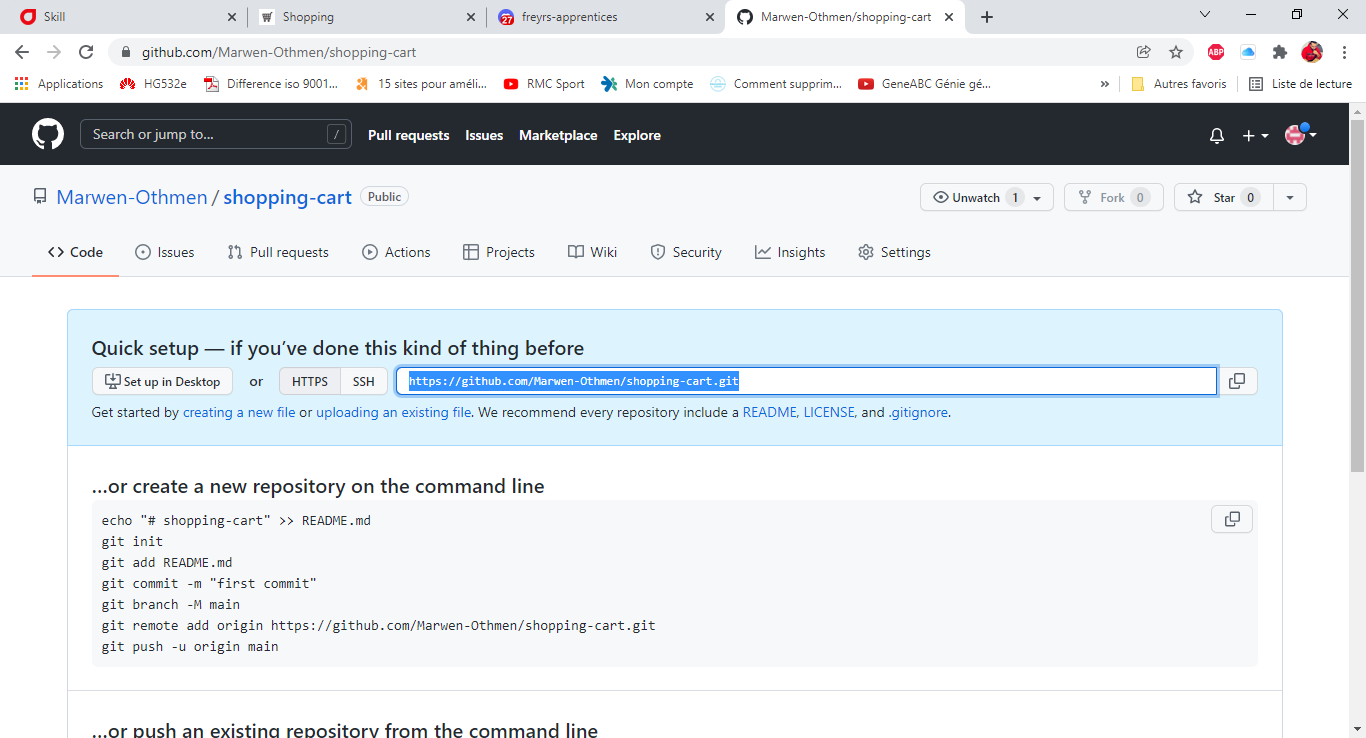 Skill
Shopping
27
freyrs-apprentices
Marwen-Othmen/shopping-cart
github.com/Marwen-Othmen/shopping-cart
ABP
Applications
HG532e
Difference iso 9001...
15 sites pour améli...
RMC Sport
Mon compte
Comment supprim...
GeneABC Génie gé...
»
Autres favoris
Liste de lecture
Search or jump to...
/
Pull requests
Issues
Marketplace
Explore
Marwen-Othmen / shopping-cart
Public
Unwatch 1
Fork 0
Star 0
Code
Issues
Pull requests
Actions
Projects
Wiki
Security
Insights
Settings
Quick setup — if you’ve done this kind of thing before
Set up in Desktop
or
HTTPS
SSH
https://github.com/Marwen-Othmen/shopping-cart.git
Get started by creating a new file or uploading an existing file. We recommend every repository include a README, LICENSE, and .gitignore.
…or create a new repository on the command line
echo "# shopping-cart" >> README.md
git init
git add README.md
git commit -m "first commit"
git branch -M main
git remote add origin https://github.com/Marwen-Othmen/shopping-cart.git
git push -u origin main
…or push an existing repository from the command line